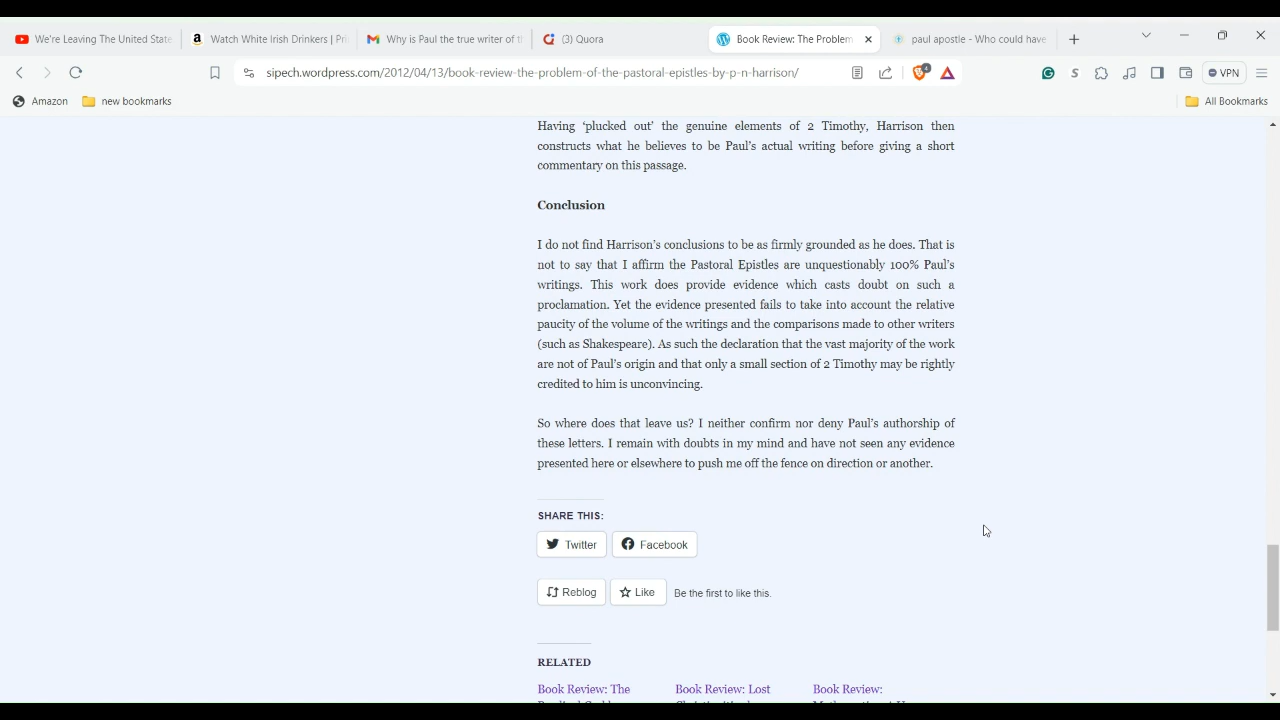 We're Leaving The United State
Watch White Irish Drinkers | Pri
Why is Paul the true writer of t
(3) Quora
Book Review: The Problem
paul apostle - Who could have
sipech.wordpress.com/2012/04/13/book-review-the-problem-of-the-pastoral-epistles-by-p-n-harrison/
4
VPN
Amazon
new bookmarks
All Bookmarks
Having ‘plucked out’ the genuine elements of 2 Timothy, Harrison then
constructs what he believes to be Paul’s actual writing before giving a short
commentary on this passage.
Conclusion
I do not find Harrison’s conclusions to be as firmly grounded as he does. That is
not to say that I affirm the Pastoral Epistles are unquestionably 100% Paul’s
writings. This work does provide evidence which casts doubt on such a
proclamation. Yet the evidence presented fails to take into account the relative
paucity of the volume of the writings and the comparisons made to other writers
(such as Shakespeare). As such the declaration that the vast majority of the work
are not of Paul’s origin and that only a small section of 2 Timothy may be rightly
credited to him is unconvincing.
So where does that leave us? I neither confirm nor deny Paul’s authorship of
these letters. I remain with doubts in my mind and have not seen any evidence
presented here or elsewhere to push me off the fence on direction or another.
SHARE THIS:
Twitter
Facebook
Reblog
Like
Be the first to like this.
RELATED
Book Review: The
Book Review: Lost
Book Review: